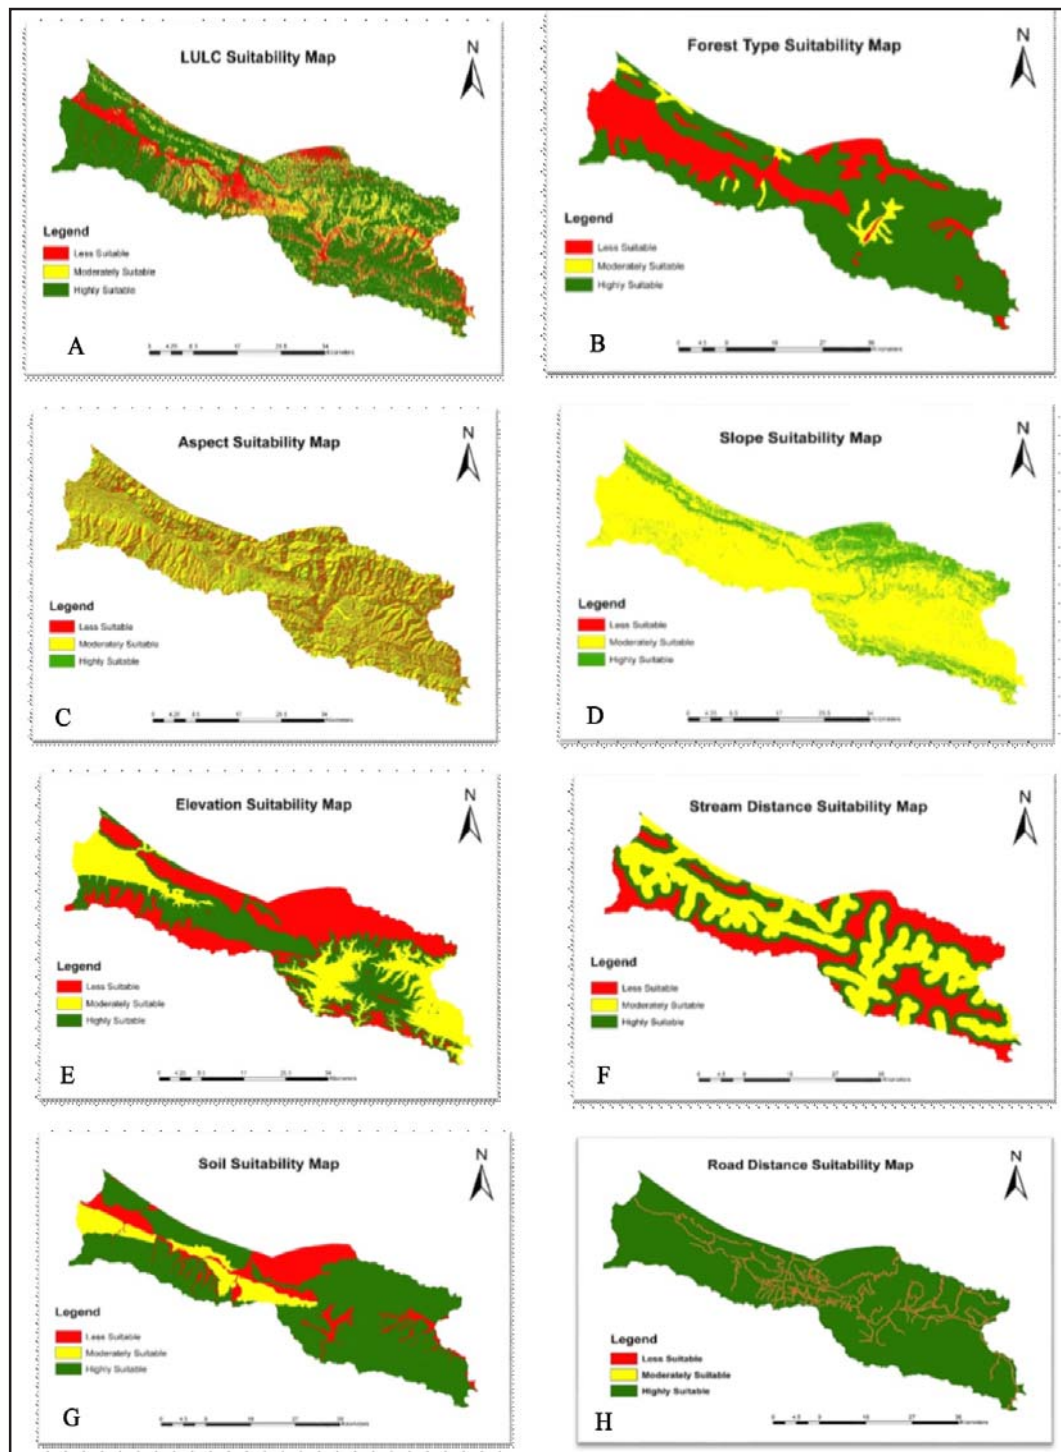 LULC Suitability Map
N
Legend
Less Suitable
Moderately Suitable
Highly Suitable
A
Forest Type Suitability Map
N
Legend
Less Suitable
Moderately Suitable
Highly Suitable
B
Aspect Suitability Map
N
Legend
Less Suitable
Moderately Suitable
Highly Suitable
C
Slope Suitability Map
N
Legend
Less Suitable
Moderately Suitable
Highly Suitable
D
Elevation Suitability Map
N
Legend
Less Suitable
Moderately Suitable
Highly Suitable
E
Stream Distance Suitability Map
N
Legend
Less Suitable
Moderately Suitable
Highly Suitable
F
Soil Suitability Map
N
Legend
Less Suitable
Moderately Suitable
Highly Suitable
G
Road Distance Suitability Map
N
Legend
Less Suitable
Moderately Suitable
Highly Suitable
H